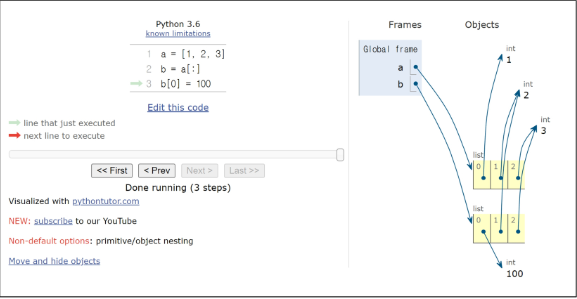 Python 3.6
known limitations
1 a = [1, 2, 3]
2 b = a[:]
3 b[0] = 100
Edit this code
line that just executed
next line to execute
<< First < Prev Next > Last >>
Done running (3 steps)
Visualized with pythontutor.com
NEW: subscribe to our YouTube
Non-default options: primitive/object nesting
Move and hide objects
Frames Objects
Global frame
a
b
int
1
int
2
int
3
list
0 1 2
list
0 1 2
int
100